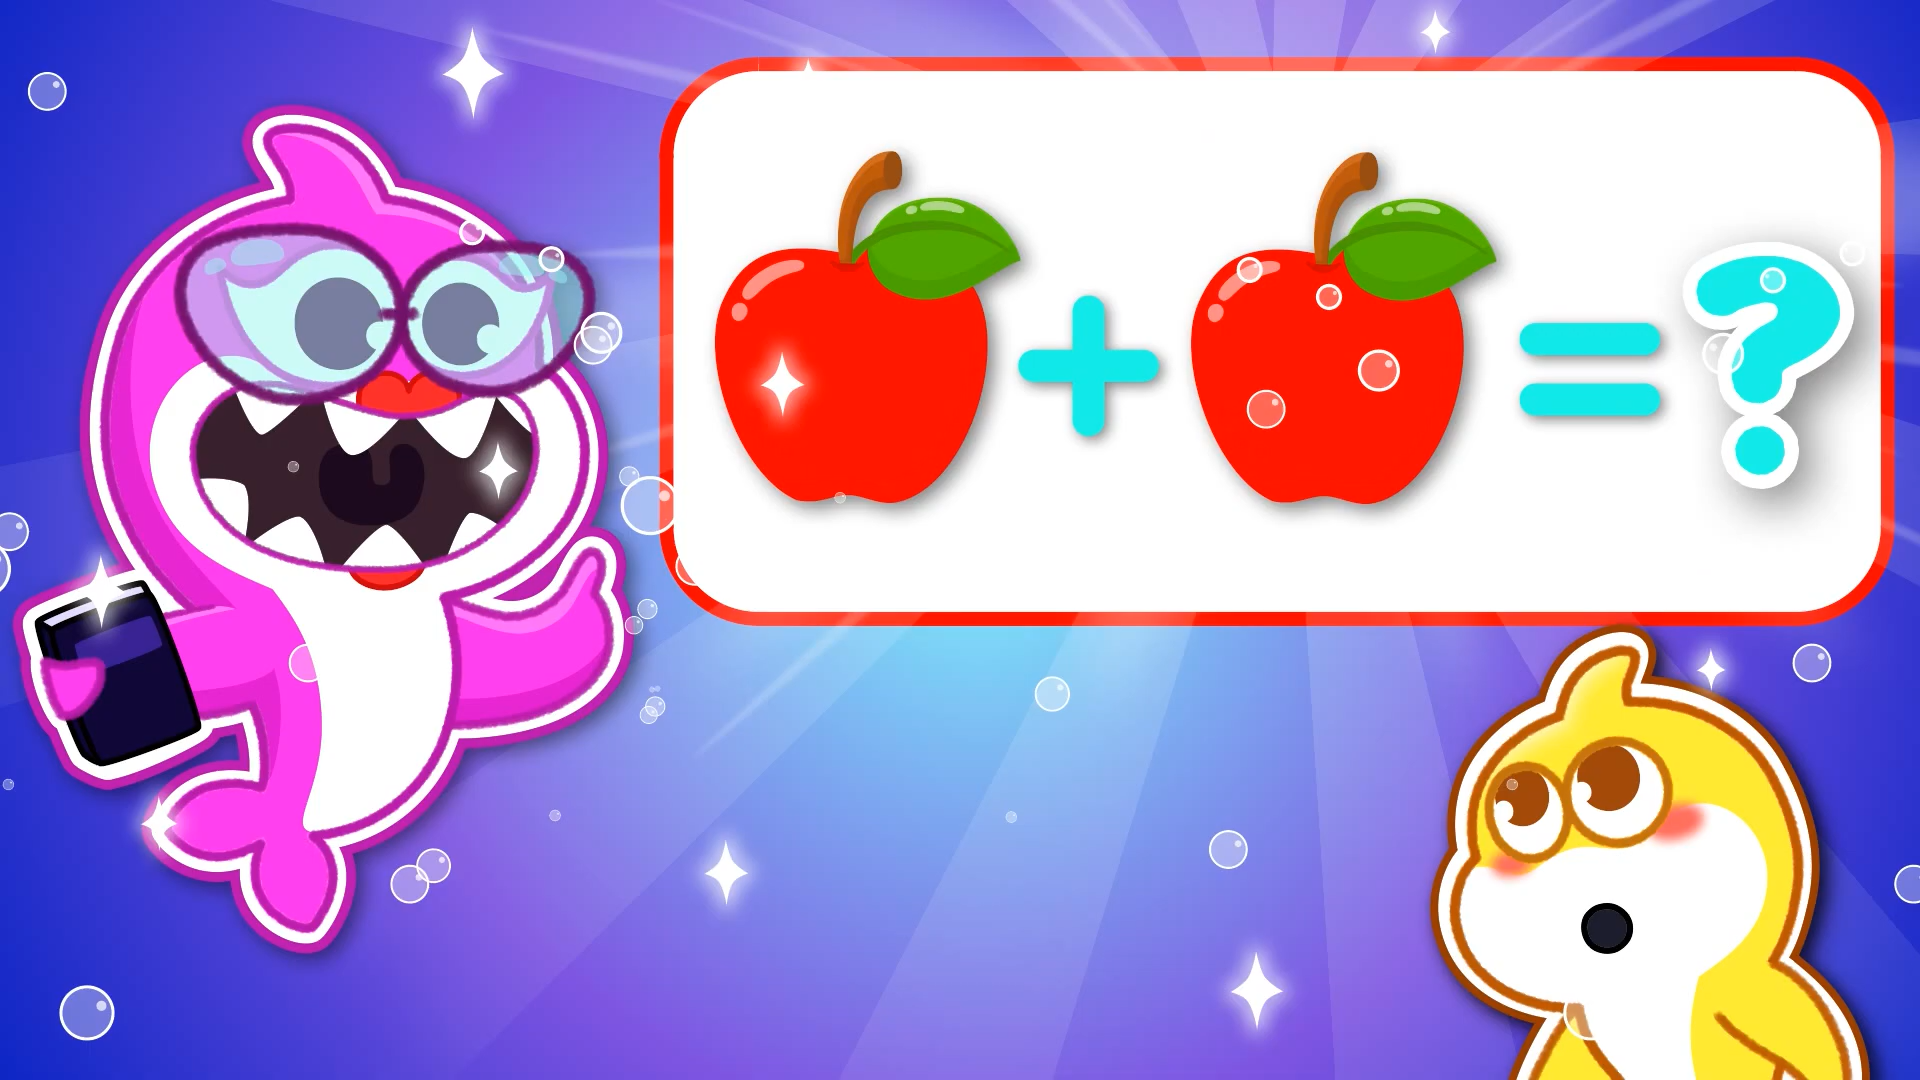 + = ?